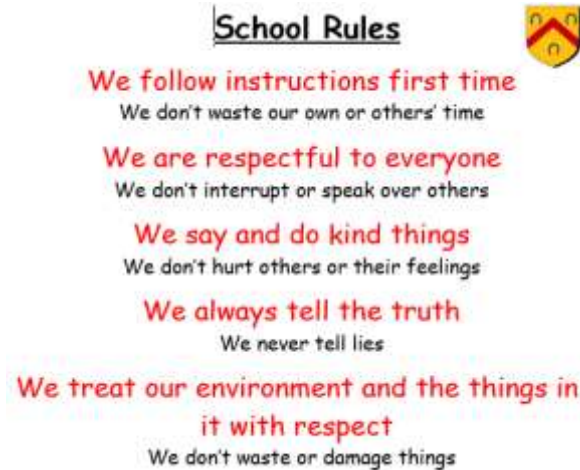 School Rules
We follow instructions first time
We don't waste our own or others' time
We are respectful to everyone
We don't interrupt or speak over others
We say and do kind things
We don't hurt others or their feelings
We always tell the truth
We never tell lies
We treat our environment and the things in
it with respect
We don't waste or damage things